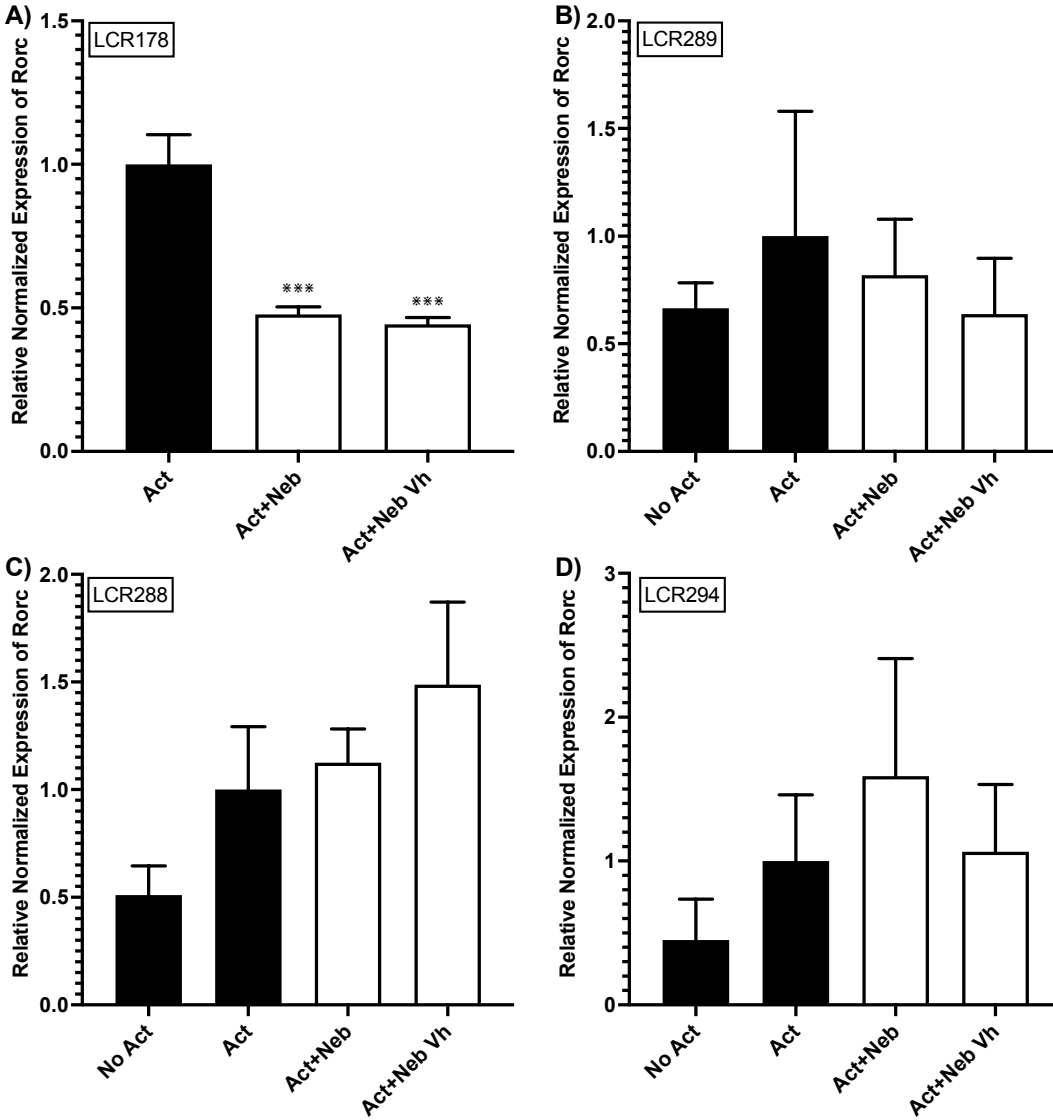 A)
LCR178
Relative Normalized Expression of Rorc
1.5
1.0
0.5
0.0
***
***
Act
Act+Neb
Act+Neb Vh
B)
LCR289
Relative Normalized Expression of Rorc
2.0
1.5
1.0
0.5
0.0
No Act
Act
Act+Neb
Act+Neb Vh
C)
LCR288
Relative Normalized Expression of Rorc
2.0
1.5
1.0
0.5
0.0
No Act
Act
Act+Neb
Act+Neb Vh
D)
LCR294
Relative Normalized Expression of Rorc
3
2
1
0
No Act
Act
Act+Neb
Act+Neb Vh